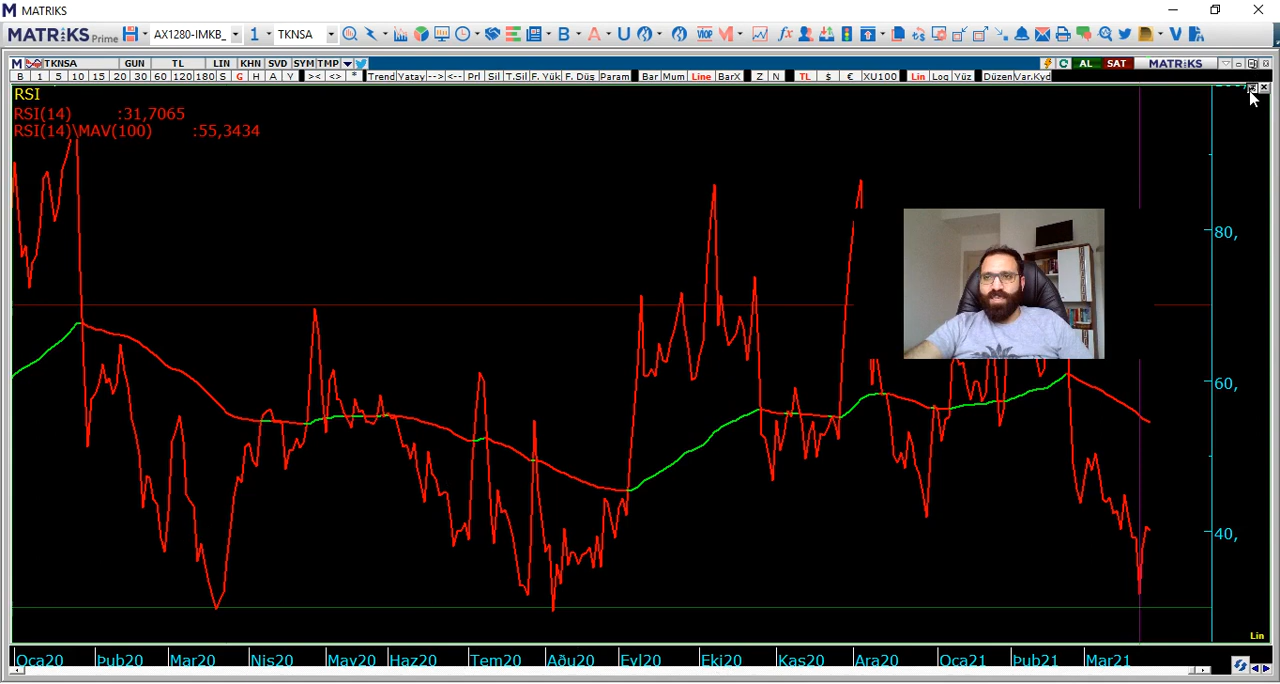 MATRIKS
MATRIKS Prime AX1280-IMKB_ 1 TKNSA
TKNSA GUN TL LIN KHN SVD SYM TMP AL SAT MATRIKS
B 1 5 10 15 20 30 60 120 180 S G H A Y >< <> * Trend Yatay --> <-- Prl Sil T.Sil F. Yük F. Düş Param Bar Mum Line BarX Z N TL $ € XU100 Lin Log Yüz Düzen Var.Kyd
RSI
RSI(14) :31,7065
RSI(14)\MAV(100) :55,3434
80,
60,
40,
Lin
Oca20 Þub20 Mar20 Nis20 May20 Haz20 Tem20 Aðu20 Eyl20 Eki20 Kas20 Ara20 Oca21 Þub21 Mar21